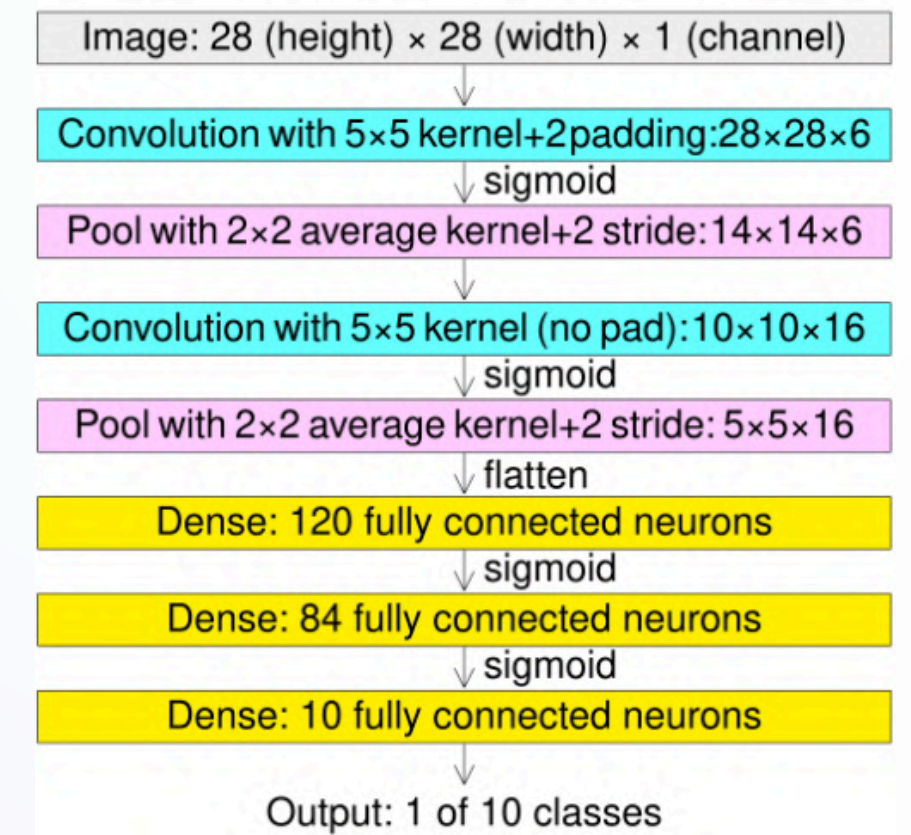 Image: 28 (height) × 28 (width) × 1 (channel)
Convolution with 5×5 kernel+2padding:28×28×6
sigmoid
Pool with 2×2 average kernel+2 stride:14×14×6
Convolution with 5×5 kernel (no pad):10×10×16
sigmoid
Pool with 2×2 average kernel+2 stride: 5×5×16
flatten
Dense: 120 fully connected neurons
sigmoid
Dense: 84 fully connected neurons
sigmoid
Dense: 10 fully connected neurons
Output: 1 of 10 classes